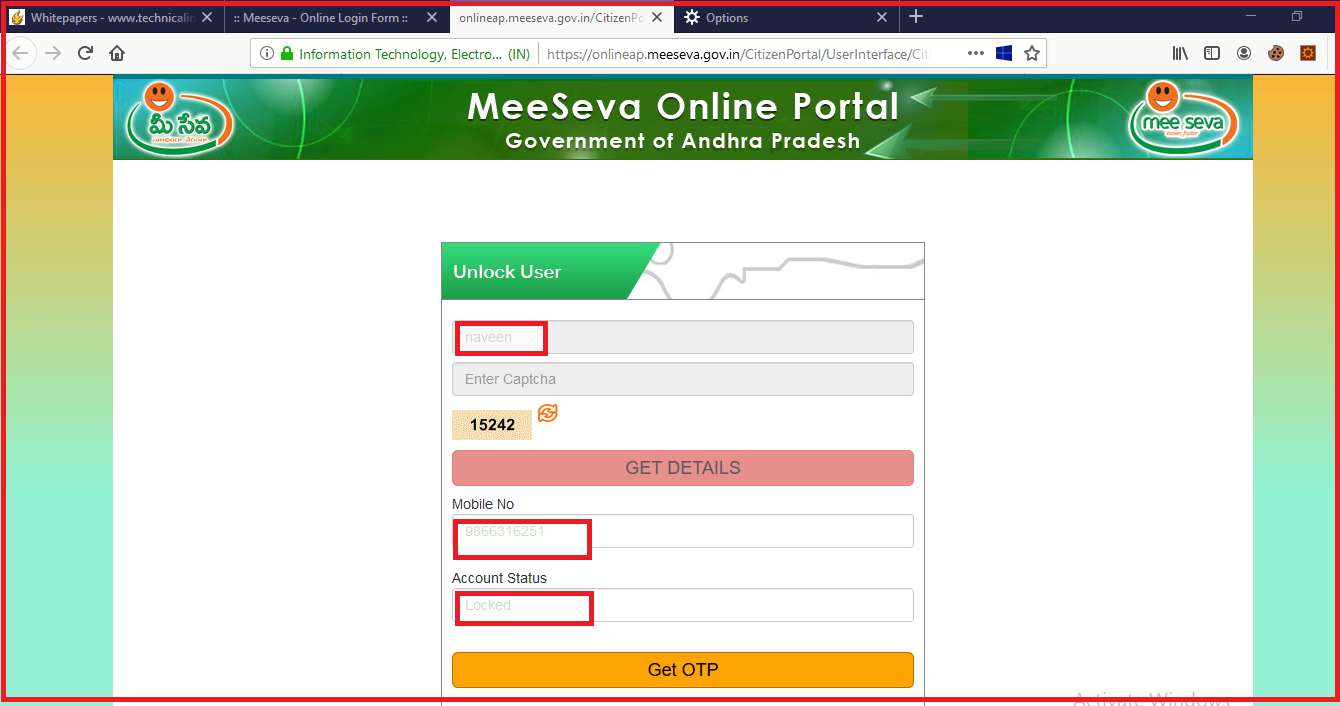 Whitepapers - www.technicalin
:: Meeseva - Online Login Form ::
onlineap.meeseva.gov.in/CitizenPo
Options
Information Technology, Electro... (IN)
https://onlineap.meeseva.gov.in/CitizenPortal/UserInterface/Citi
మీ సేవ
MeeSeva Online Portal
Government of Andhra Pradesh
mee seva
easier, faster
Unlock User
naveen
Enter Captcha
15242
GET DETAILS
Mobile No
9866316251
Account Status
Locked
Get OTP
Activate Windows